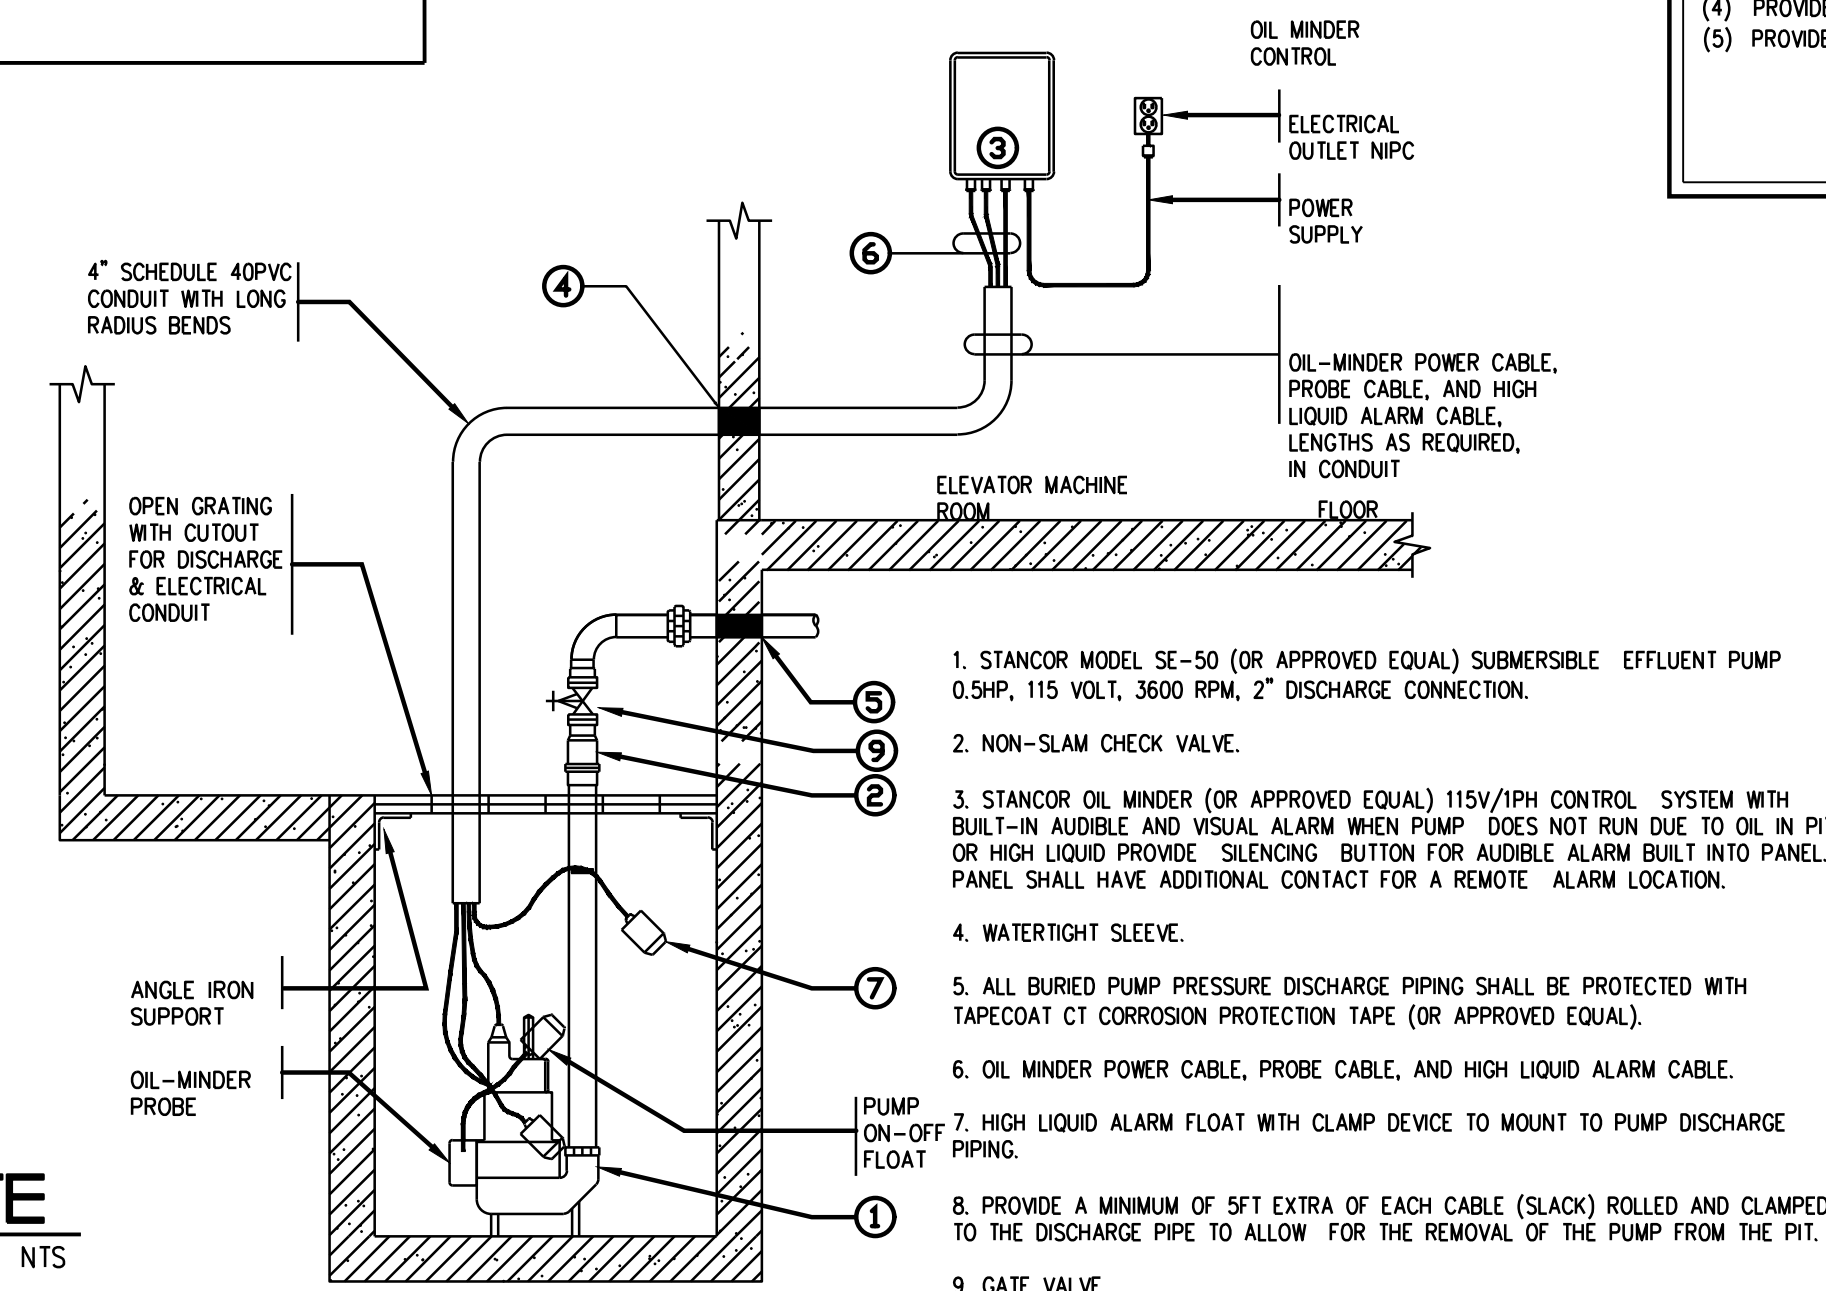 (4) PROVIDE
(5) PROVIDE
OIL MINDER
CONTROL
ELECTRICAL
OUTLET NIPC
POWER
SUPPLY
3
6
4
4" SCHEDULE 40PVC
CONDUIT WITH LONG
RADIUS BENDS
OIL-MINDER POWER CABLE,
PROBE CABLE, AND HIGH
LIQUID ALARM CABLE,
LENGTHS AS REQUIRED,
IN CONDUIT
ELEVATOR MACHINE
ROOM
FLOOR
OPEN GRATING
WITH CUTOUT
FOR DISCHARGE
& ELECTRICAL
CONDUIT
5
9
2
7
ANGLE IRON
SUPPORT
OIL-MINDER
PROBE
PUMP
ON-OFF
FLOAT
1
1. STANCOR MODEL SE-50 (OR APPROVED EQUAL) SUBMERSIBLE EFFLUENT PUMP
0.5HP, 115 VOLT, 3600 RPM, 2" DISCHARGE CONNECTION.
2. NON-SLAM CHECK VALVE.
3. STANCOR OIL MINDER (OR APPROVED EQUAL) 115V/1PH CONTROL SYSTEM WITH
BUILT-IN AUDIBLE AND VISUAL ALARM WHEN PUMP DOES NOT RUN DUE TO OIL IN PIT
OR HIGH LIQUID PROVIDE SILENCING BUTTON FOR AUDIBLE ALARM BUILT INTO PANEL.
PANEL SHALL HAVE ADDITIONAL CONTACT FOR A REMOTE ALARM LOCATION.
4. WATERTIGHT SLEEVE.
5. ALL BURIED PUMP PRESSURE DISCHARGE PIPING SHALL BE PROTECTED WITH
TAPECOAT CT CORROSION PROTECTION TAPE (OR APPROVED EQUAL).
6. OIL MINDER POWER CABLE, PROBE CABLE, AND HIGH LIQUID ALARM CABLE.
7. HIGH LIQUID ALARM FLOAT WITH CLAMP DEVICE TO MOUNT TO PUMP DISCHARGE
PIPING.
8. PROVIDE A MINIMUM OF 5FT EXTRA OF EACH CABLE (SLACK) ROLLED AND CLAMPED
TO THE DISCHARGE PIPE TO ALLOW FOR THE REMOVAL OF THE PUMP FROM THE PIT.
9. GATE VALVE
NTS